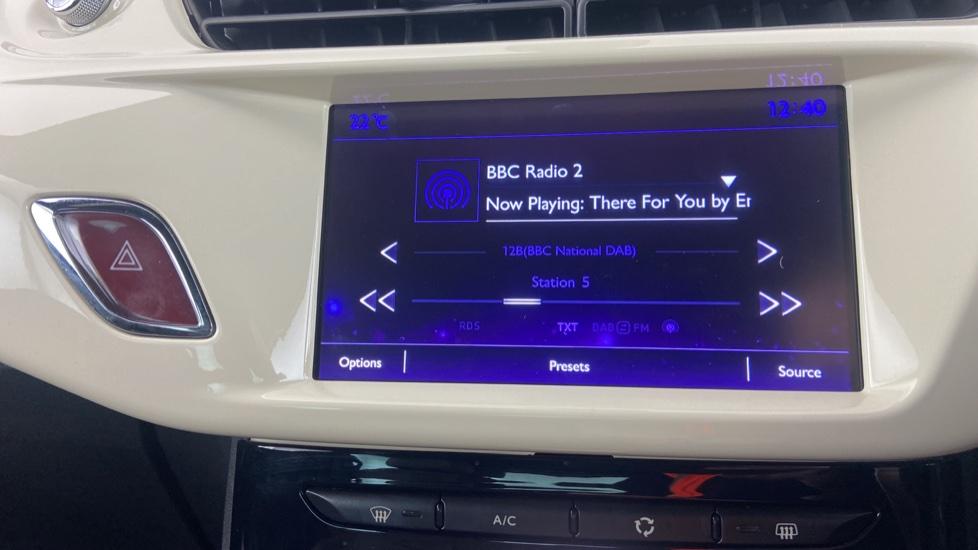 22°C
12:40
BBC Radio 2
Now Playing: There For You by Er
12B(BBC National DAB)
Station 5
RDS TXT DAB FM
Options Presets Source
A/C